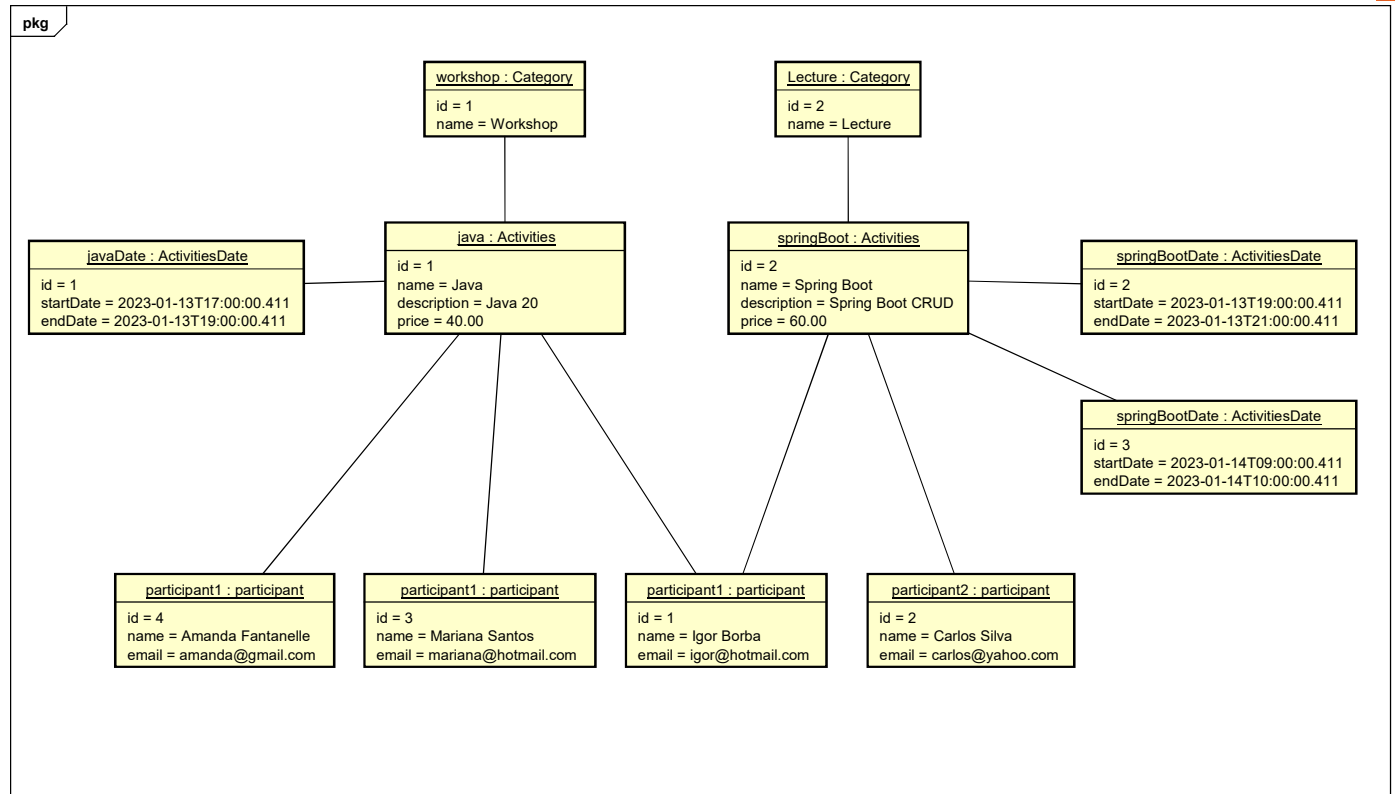 pkg
workshop : Category
id = 1
name = Workshop
Lecture : Category
id = 2
name = Lecture
javaDate : ActivitiesDate
id = 1
startDate = 2023-01-13T17:00:00.411
endDate = 2023-01-13T19:00:00.411
java : Activities
id = 1
name = Java
description = Java 20
price = 40.00
springBoot : Activities
id = 2
name = Spring Boot
description = Spring Boot CRUD
price = 60.00
springBootDate : ActivitiesDate
id = 2
startDate = 2023-01-13T19:00:00.411
endDate = 2023-01-13T21:00:00.411
springBootDate : ActivitiesDate
id = 3
startDate = 2023-01-14T09:00:00.411
endDate = 2023-01-14T10:00:00.411
participant1 : participant
id = 4
name = Amanda Fantanelle
email = amanda@gmail.com
participant1 : participant
id = 3
name = Mariana Santos
email = mariana@hotmail.com
participant1 : participant
id = 1
name = Igor Borba
email = igor@hotmail.com
participant2 : participant
id = 2
name = Carlos Silva
email = carlos@yahoo.com